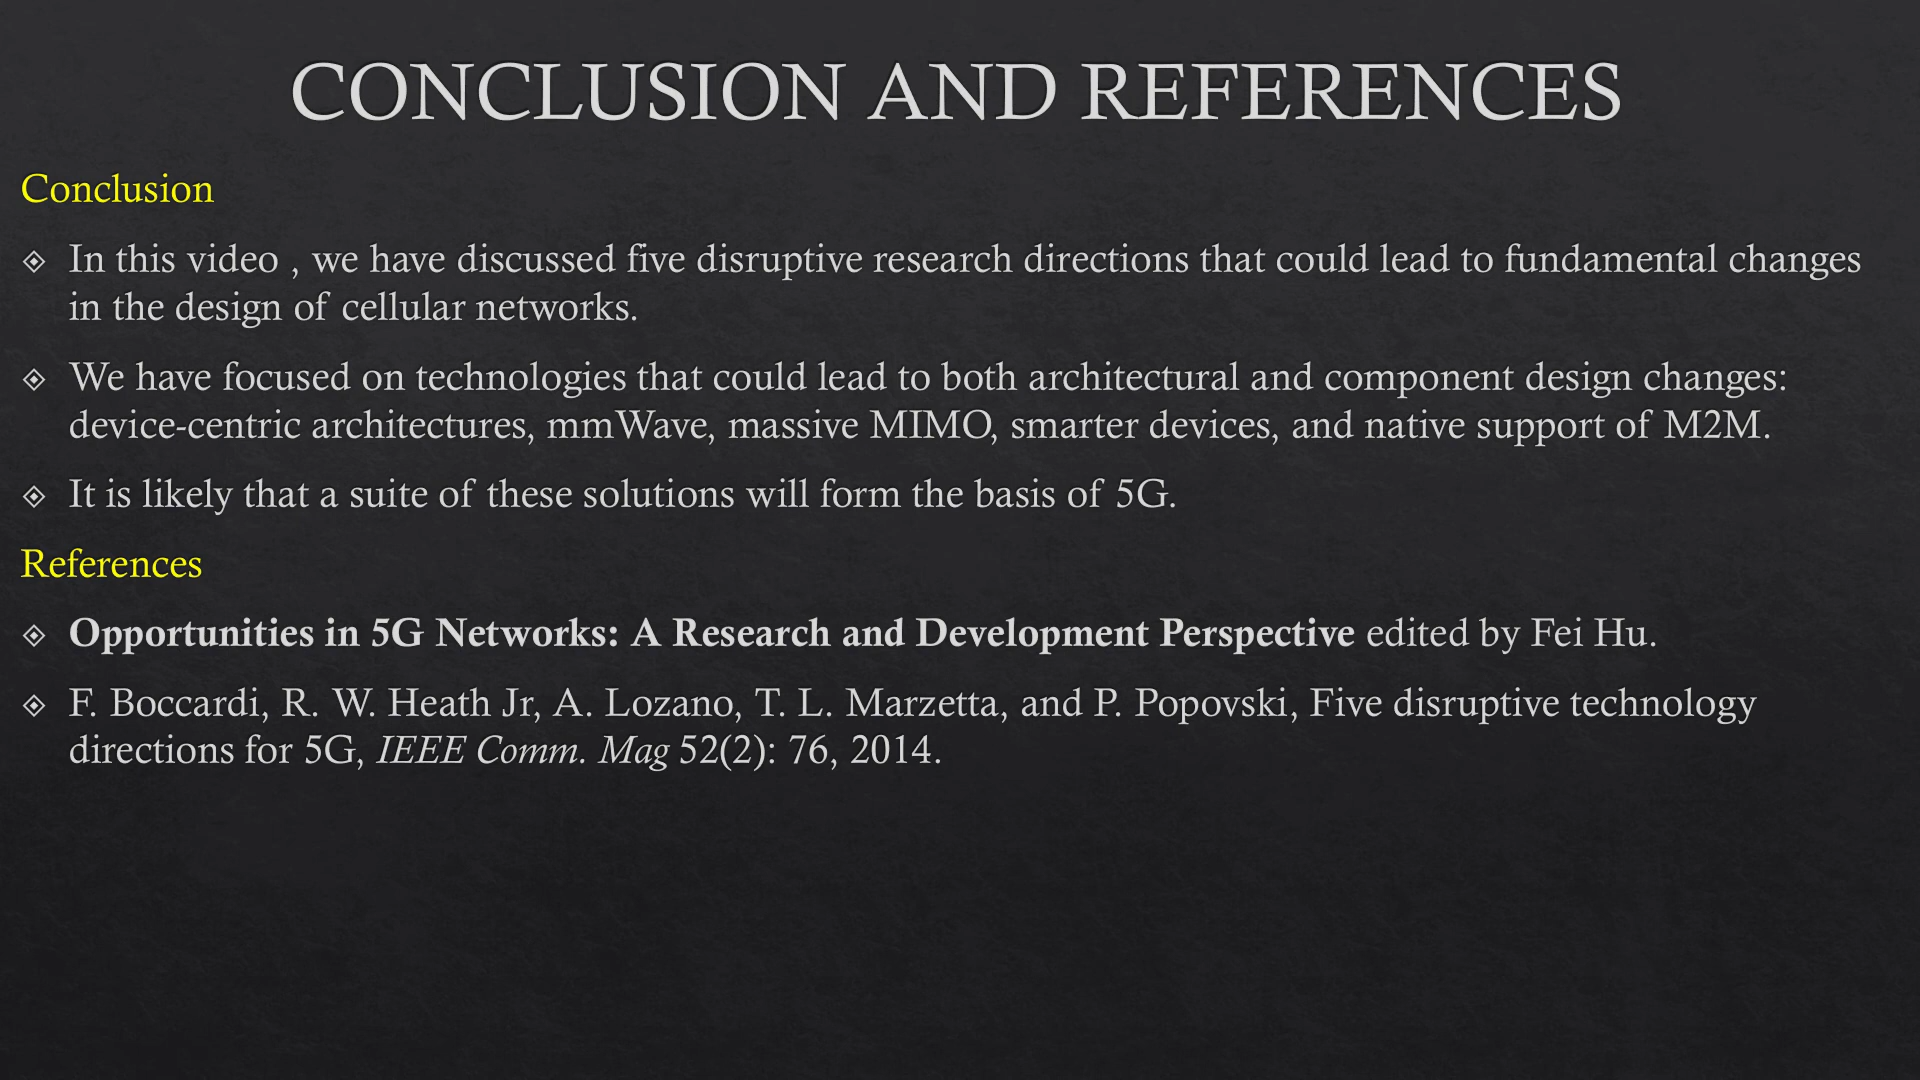 CONCLUSION AND REFERENCES
Conclusion
In this video , we have discussed five disruptive research directions that could lead to fundamental changes
in the design of cellular networks.
We have focused on technologies that could lead to both architectural and component design changes:
device-centric architectures, mmWave, massive MIMO, smarter devices, and native support of M2M.
It is likely that a suite of these solutions will form the basis of 5G.
References
Opportunities in 5G Networks: A Research and Development Perspective edited by Fei Hu.
F. Boccardi, R. W. Heath Jr, A. Lozano, T. L. Marzetta, and P. Popovski, Five disruptive technology
directions for 5G, IEEE Comm. Mag 52(2): 76, 2014.